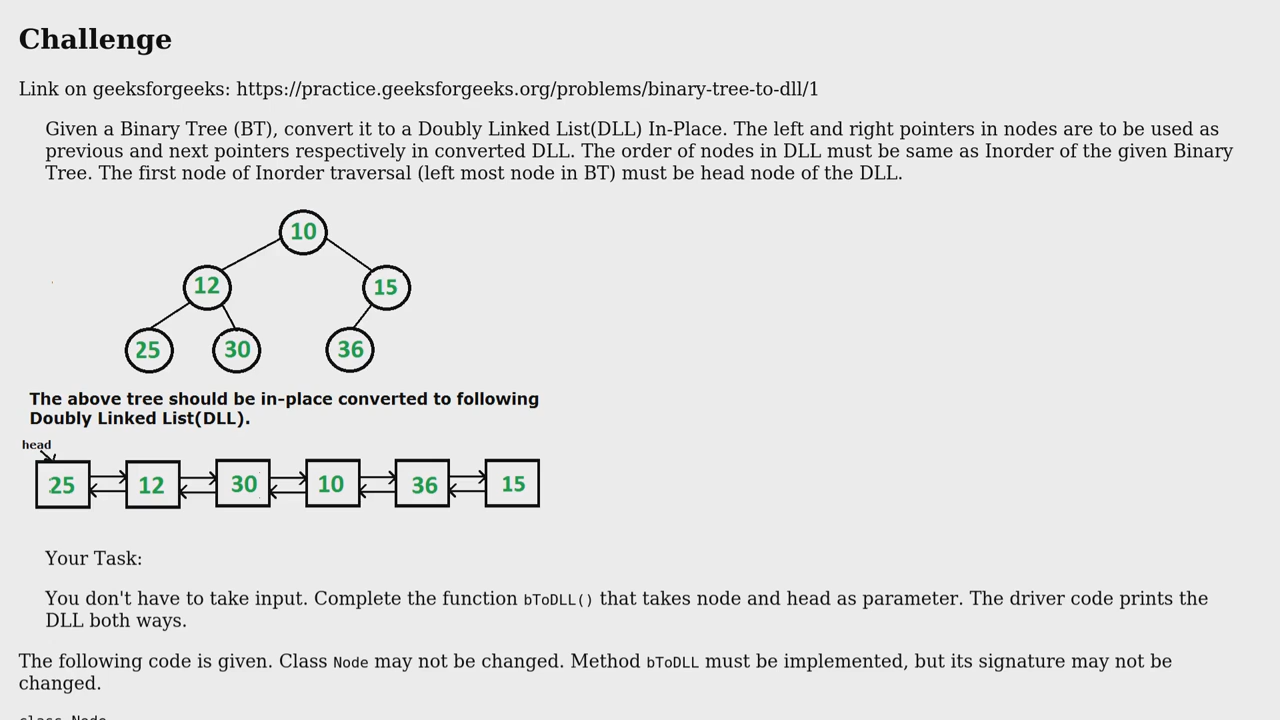 Challenge
Link on geeksforgeeks: https://practice.geeksforgeeks.org/problems/binary-tree-to-dll/1
Given a Binary Tree (BT), convert it to a Doubly Linked List(DLL) In-Place. The left and right pointers in nodes are to be used as
previous and next pointers respectively in converted DLL. The order of nodes in DLL must be same as Inorder of the given Binary
Tree. The first node of Inorder traversal (left most node in BT) must be head node of the DLL.
10
12 15
25 30 36
The above tree should be in-place converted to following
Doubly Linked List(DLL).
head
25 12 30 10 36 15
Your Task:
You don't have to take input. Complete the function bToDLL() that takes node and head as parameter. The driver code prints the
DLL both ways.
The following code is given. Class Node may not be changed. Method bToDLL must be implemented, but its signature may not be
changed.
class Node